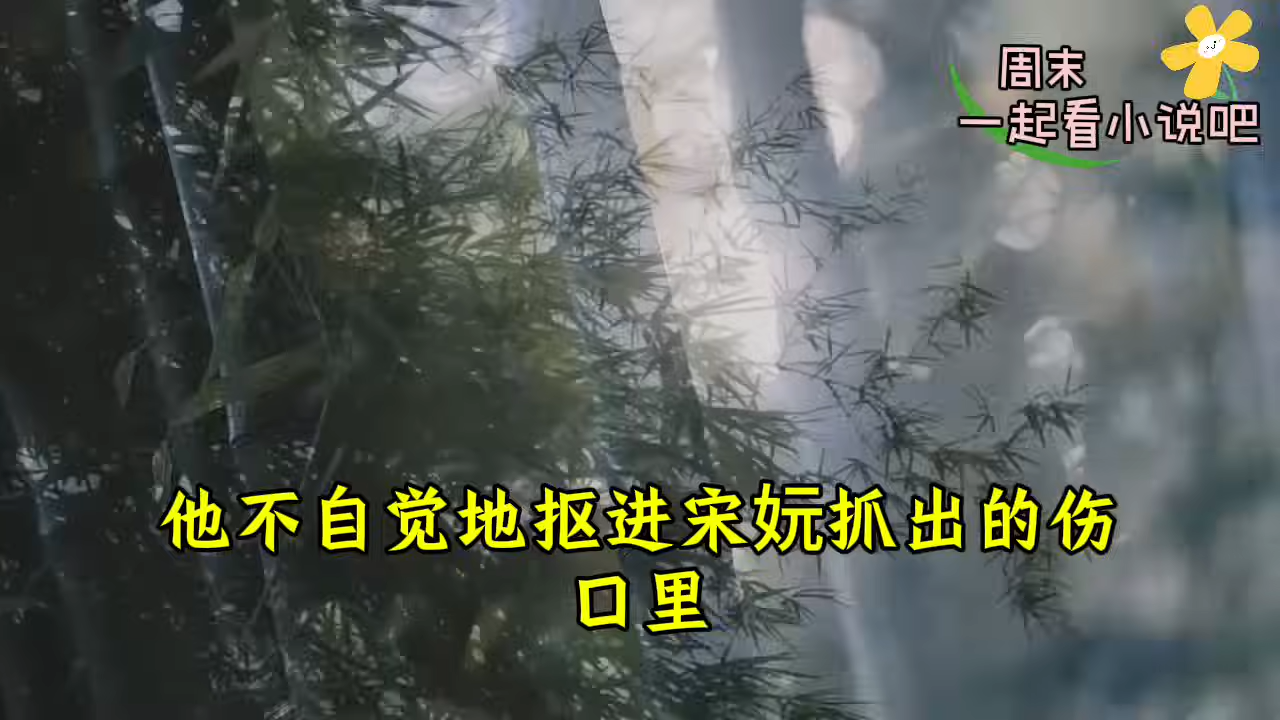 周末
一起看小说吧
他不自觉地抠进宋妧抓出的伤
口里